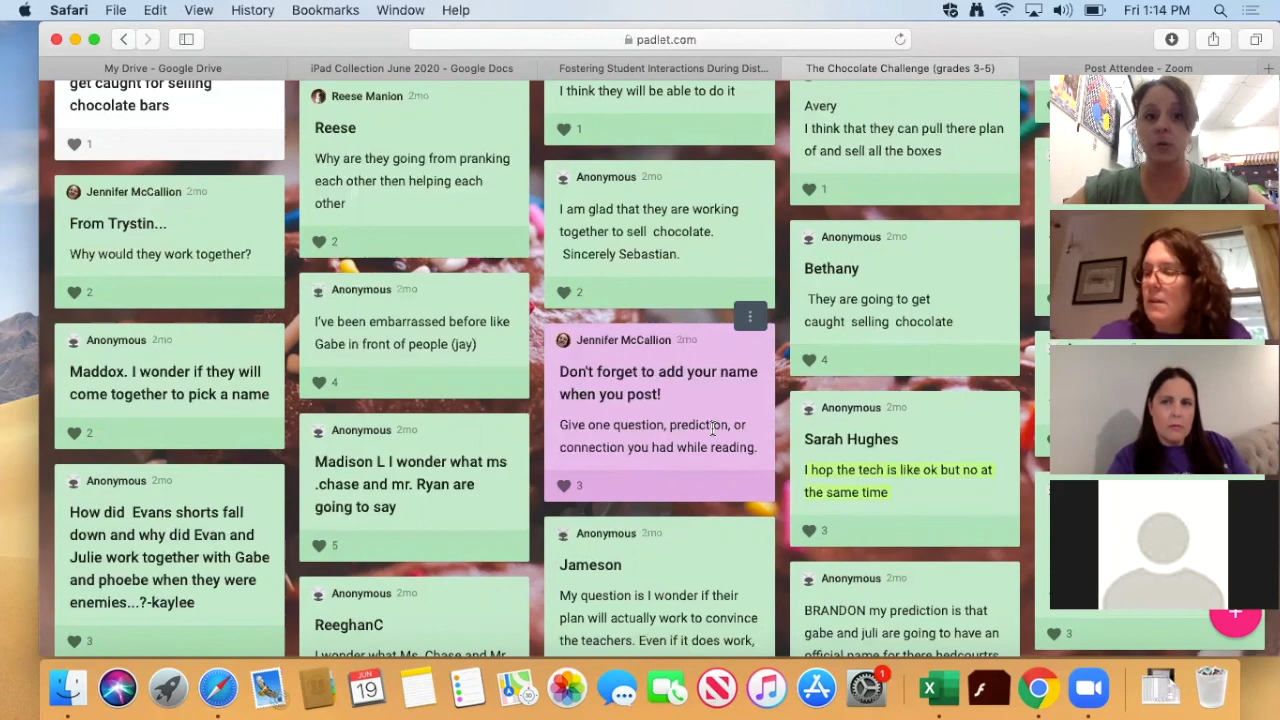 Safari File Edit View History Bookmarks Window Help
Fri 1:14 PM
padlet.com
My Drive - Google Drive
iPad Collection June 2020 - Google Docs
Fostering Student Interactions During Dist...
The Chocolate Challenge (grades 3-5)
Post Attendee - Zoom
get caught for selling
chocolate bars
1
Jennifer McCallion 2mo
From Trystin...
Why would they work together?
2
Anonymous 2mo
Maddox. I wonder if they will
come together to pick a name
2
Anonymous 2mo
How did Evans shorts fall
down and why did Evan and
Julie work together with Gabe
and phoebe when they were
enemies...?-kaylee
3
Reese Manion 2mo
Reese
Why are they going from pranking
each other then helping each
other
2
Anonymous 2mo
I've been embarrassed before like
Gabe in front of people (jay)
4
Anonymous 2mo
Madison L I wonder what ms
.chase and mr. Ryan are
going to say
5
Anonymous 2mo
ReeghanC
I wonder what Ms. Chase and Mr.
I think they will be able to do it
1
Anonymous 2mo
I am glad that they are working
together to sell chocolate.
Sincerely Sebastian.
2
Jennifer McCallion 2mo
Don't forget to add your name
when you post!
Give one question, prediction, or
connection you had while reading.
3
Anonymous 2mo
Jameson
My question is I wonder if their
plan will actually work to convince
the teachers. Even if it does work,
Avery
I think that they can pull there plan
of and sell all the boxes
1
Anonymous 2mo
Bethany
They are going to get
caught selling chocolate
4
Anonymous 2mo
Sarah Hughes
I hop the tech is like ok but no at
the same time
3
Anonymous 2mo
BRANDON my prediction is that
gabe and juli are going to have an
official name for there hedcourtrs
3
JUN
19
1